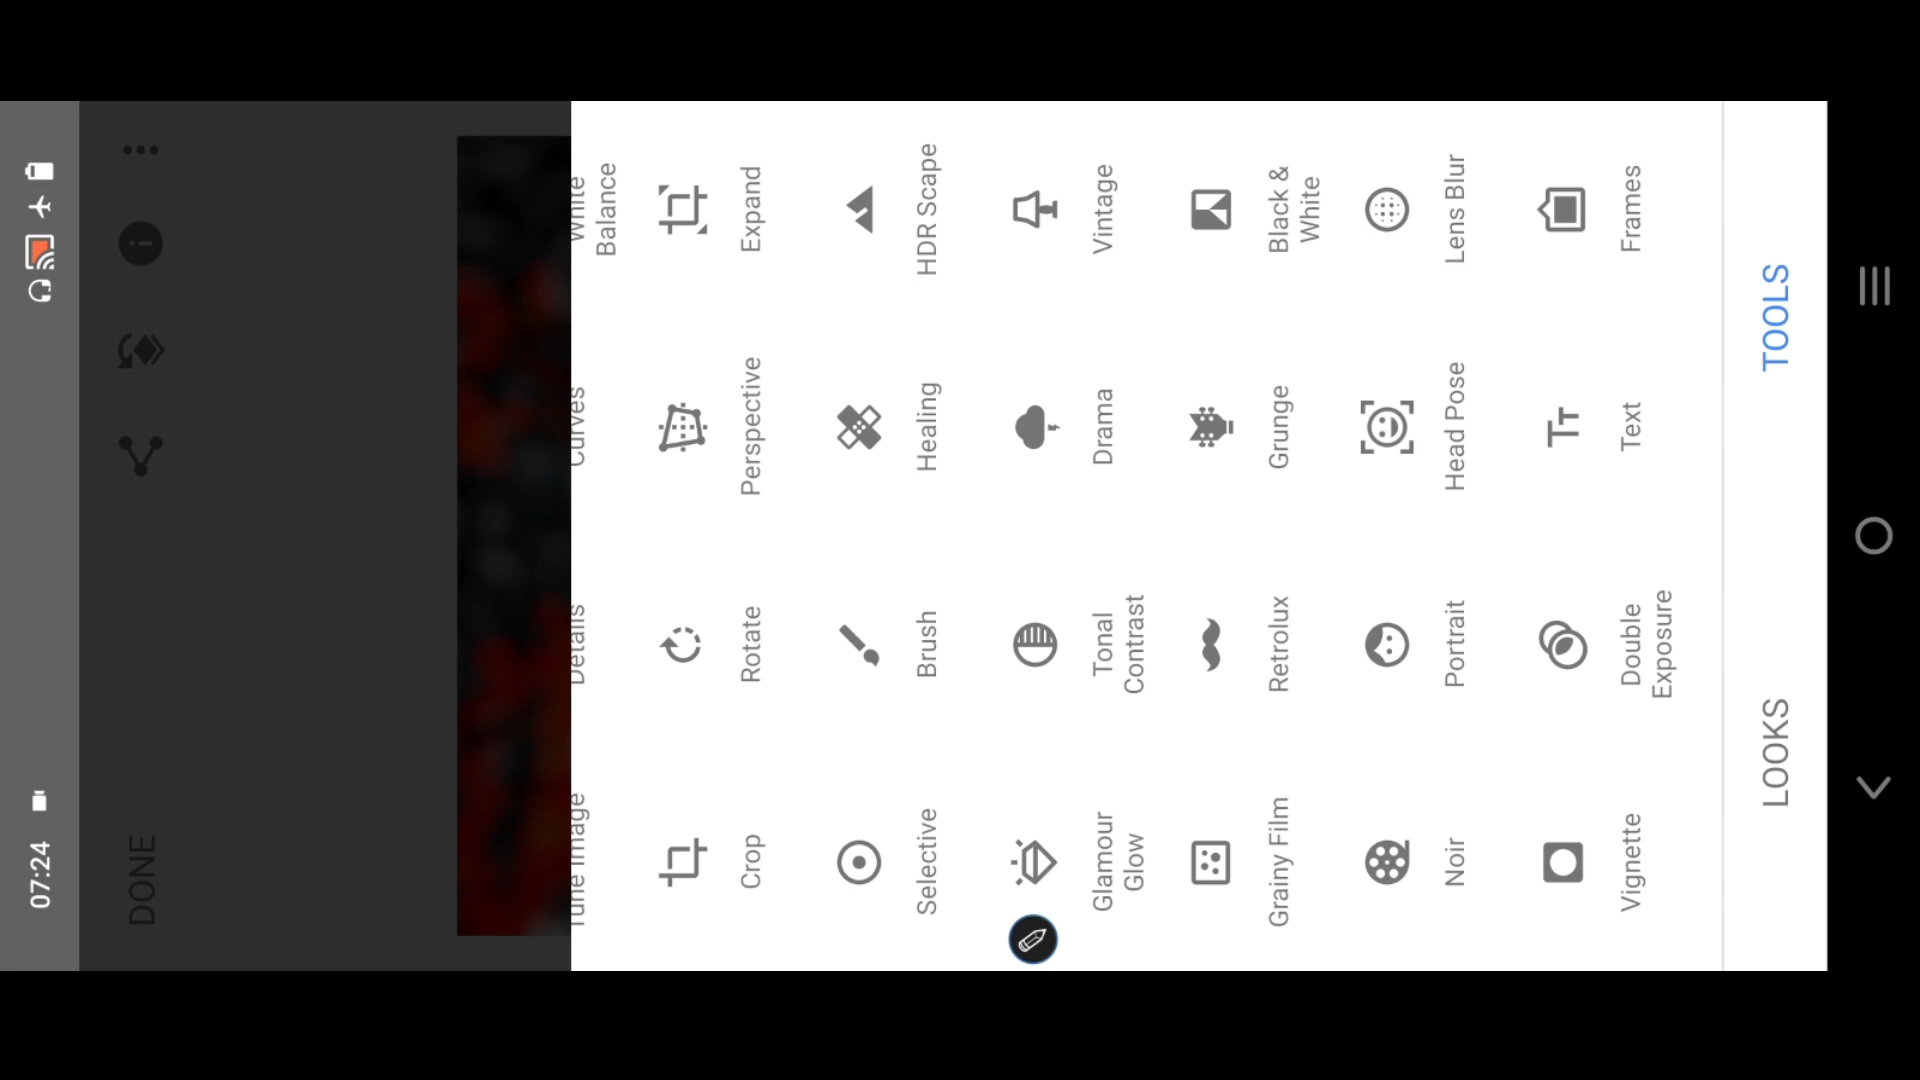 07:24
DONE
Tune Image
Details
Curves
White
Balance
Crop
Rotate
Perspective
Expand
Selective
Brush
Healing
HDR Scape
Glamour
Glow
Tonal
Contrast
Drama
Vintage
Grainy Film
Retrolux
Grunge
Black &
White
Noir
Portrait
Head Pose
Lens Blur
Vignette
Double
Exposure
Text
Frames
LOOKS
TOOLS